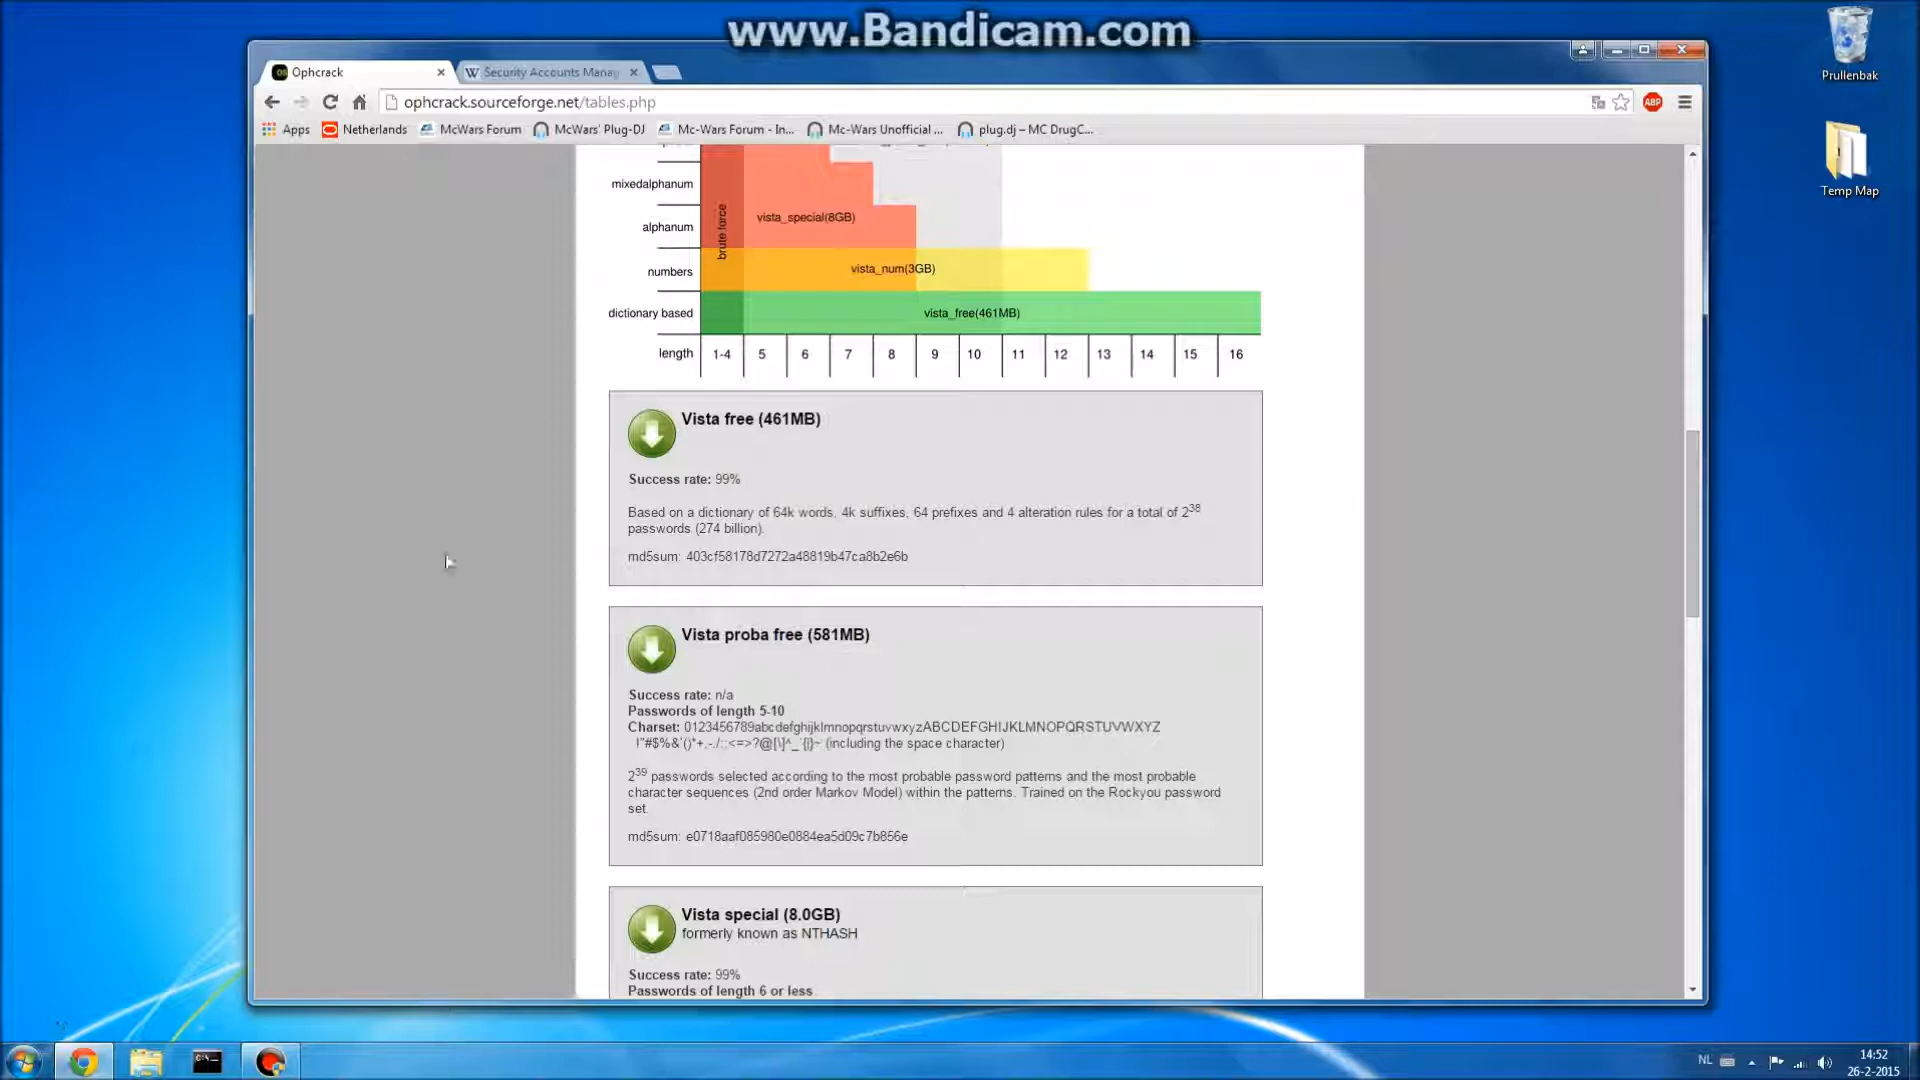 www.Bandicam.com
Prullenbak
Temp Map
Ophcrack
Security Accounts Manag
ophcrack.sourceforge.net/tables.php
ABP
Apps
Netherlands
McWars Forum
McWars' Plug-DJ
Mc-Wars Forum - In...
Mc-Wars Unofficial ...
plug.dj – MC DrugC...
mixedalphanum
alphanum
numbers
dictionary based
brute force
vista_special(8GB)
vista_num(3GB)
vista_free(461MB)
length 1-4 5 6 7 8 9 10 11 12 13 14 15 16
Vista free (461MB)
Success rate: 99%
Based on a dictionary of 64k words, 4k suffixes, 64 prefixes and 4 alteration rules for a total of 2^38
passwords (274 billion).
md5sum: 403cf58178d7272a48819b47ca8b2e6b
Vista proba free (581MB)
Success rate: n/a
Passwords of length 5-10
Charset: 0123456789abcdefghijklmnopqrstuvwxyzABCDEFGHIJKLMNOPQRSTUVWXYZ
(including the space character)
2^39 passwords selected according to the most probable password patterns and the most probable
character sequences (2nd order Markov Model) within the patterns. Trained on the Rockyou password
set.
md5sum: e0718aaf085980e0884ea5d09c7b856e
Vista special (8.0GB)
formerly known as NTHASH
Success rate: 99%
Passwords of length 6 or less
NL
14:52
26-2-2015